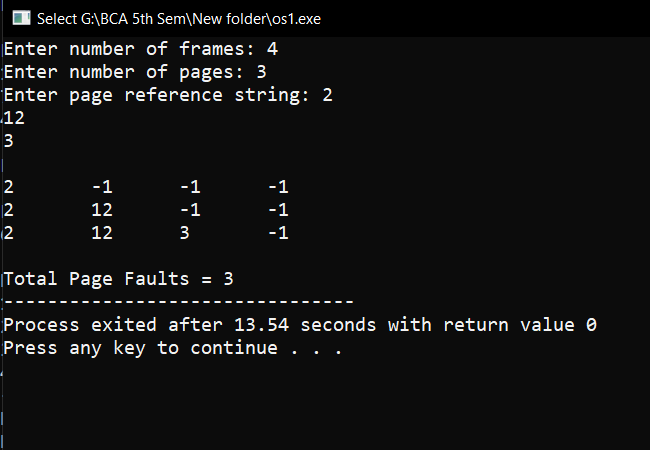 Select G:\BCA 5th Sem\New folder\os1.exe
Enter number of frames: 4
Enter number of pages: 3
Enter page reference string: 2
12
3
2 -1 -1 -1
2 12 -1 -1
2 12 3 -1
Total Page Faults = 3
--------------------------------
Process exited after 13.54 seconds with return value 0
Press any key to continue . . .